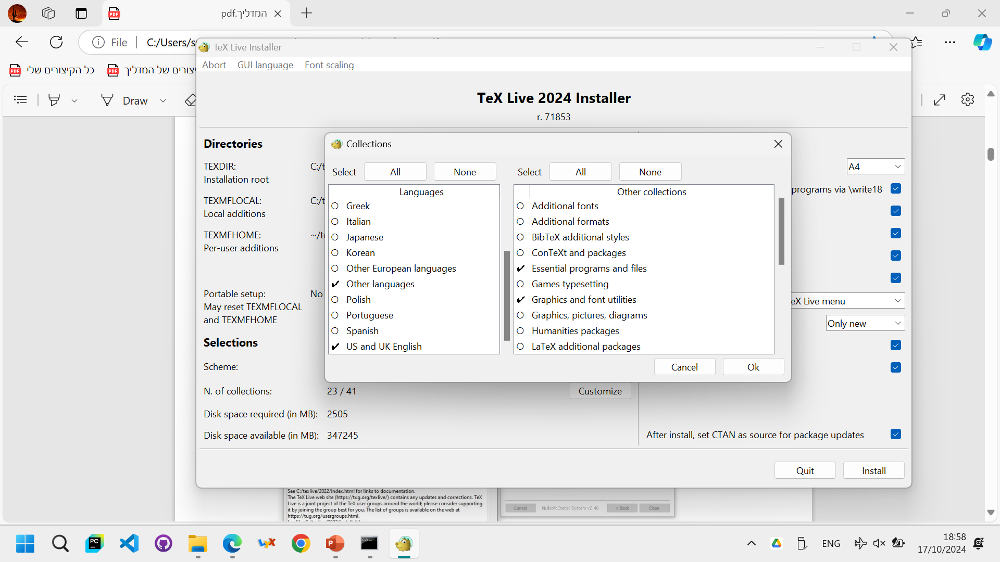 המדליך.pdf
File
C:/Users/s
כל הקיצורים שלי
יצורים של המדליך
Draw
TeX Live Installer
Abort GUI language Font scaling
TeX Live 2024 Installer
r. 71853
Directories
TEXDIR:
Installation root
C:/t
TEXMFLOCAL:
Local additions
C:/t
TEXMFHOME:
Per-user additions
~/te
Portable setup:
May reset TEXMFLOCAL
and TEXMFHOME
No
Selections
Scheme:
N. of collections: 23 / 41
Customize
Disk space required (in MB): 2505
Disk space available (in MB): 347245
A4
programs via \write18
eX Live menu
Only new
After install, set CTAN as source for package updates
Quit
Install
Collections
Select All None
Languages
Greek
Italian
Japanese
Korean
Other European languages
Other languages
Polish
Portuguese
Spanish
US and UK English
Select All None
Other collections
Additional fonts
Additional formats
BibTeX additional styles
ConTeXt and packages
Essential programs and files
Games typesetting
Graphics and font utilities
Graphics, pictures, diagrams
Humanities packages
LaTeX additional packages
Cancel
Ok
See C:/texlive/2022/index.html for links to documentation.
The TeX Live web site (https://tug.org/texlive/) contains any updates and corrections. TeX
Live is a joint project of the TeX user groups around the world; please consider supporting
it by joining the group best for you. The list of groups is available on the web at
https://tug.org/usergroups.html.
Cancel Nullsoft Install System v2.46 < Back Close
ENG
18:58
17/10/2024